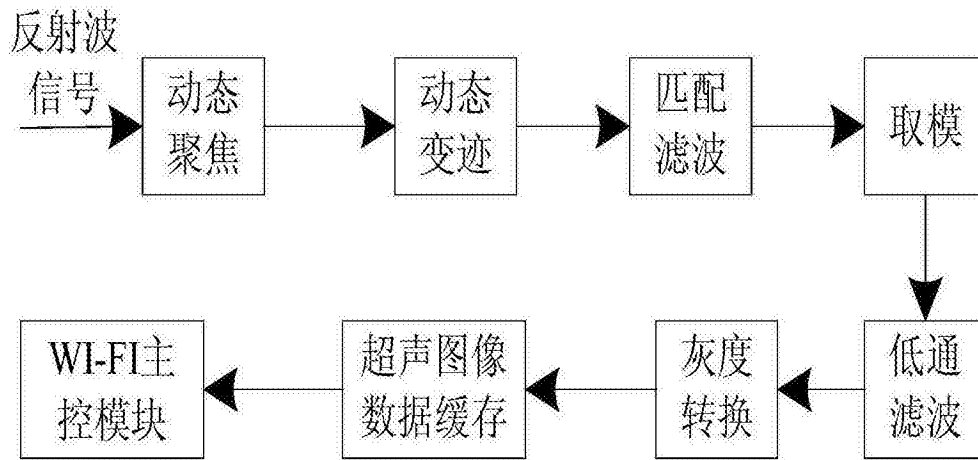 反射波
信号
动态
聚焦
动态
变迹
匹配
滤波
取模
低通
滤波
灰度
转换
超声图像
数据缓存
WI-FI主
控模块